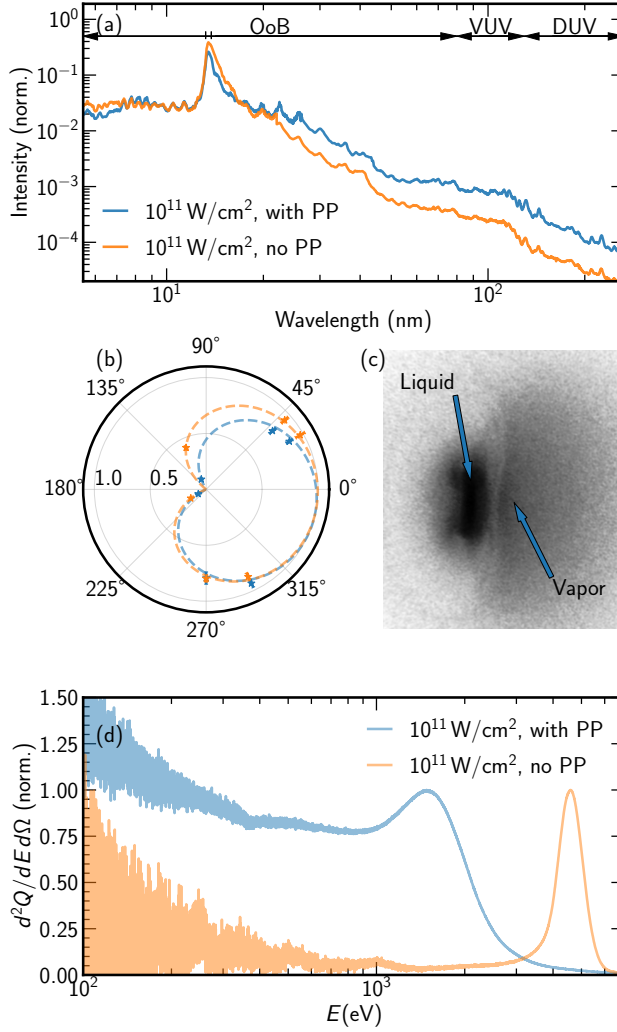 (a)
OoB VUV DUV
10⁰
10⁻¹
10⁻²
10⁻³
10⁻⁴
Intensity (norm.)
10¹¹ W/cm², with PP
10¹¹ W/cm², no PP
10¹ 10²
Wavelength (nm)
(b)
90°
135° 45°
180° 1.0 0.5 0°
225° 315°
270°
(c)
Liquid
Vapor
(d)
1.50
1.25
1.00
0.75
0.50
0.25
0.00
d²Q/dE dΩ (norm.)
10¹¹ W/cm², with PP
10¹¹ W/cm², no PP
10² 10³
E(eV)